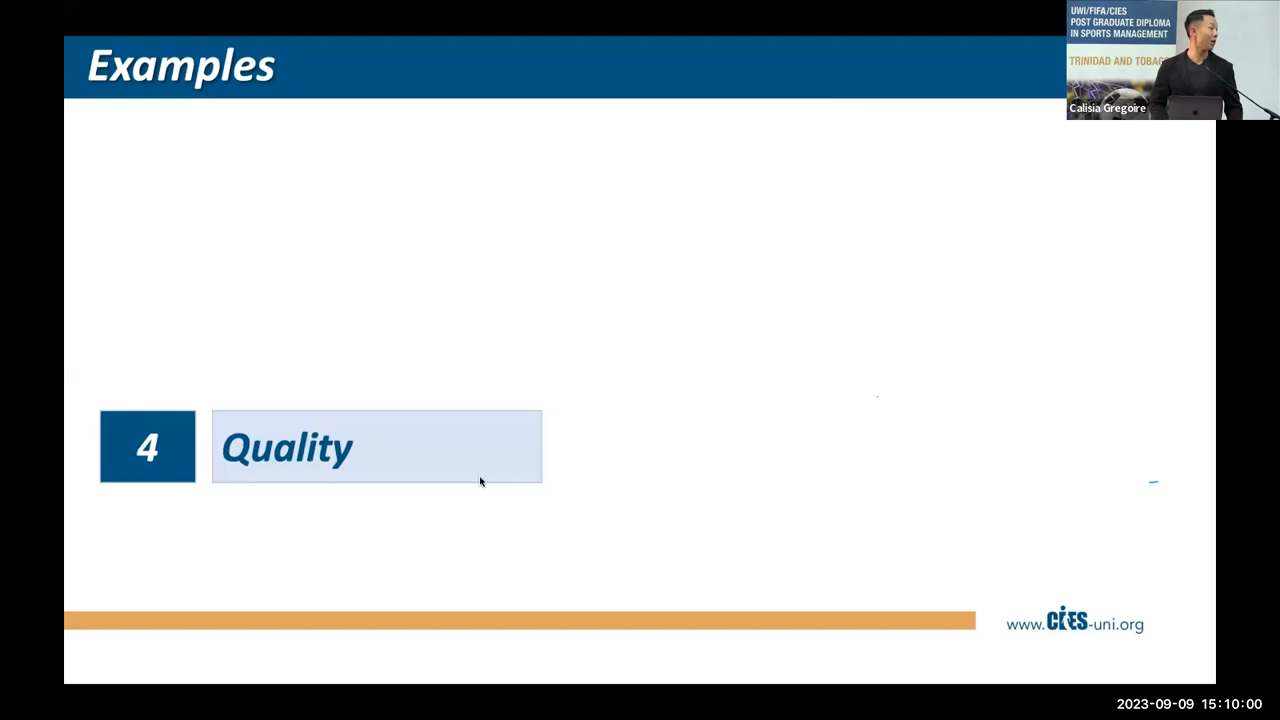 Examples
UWI/FIFA/CIES
POST GRADUATE DIPLOMA
IN SPORTS MANAGEMENT
TRINIDAD AND TOBAG
Calisia Gregoire
4
Quality
www.CIES-uni.org
2023-09-09 15:10:00